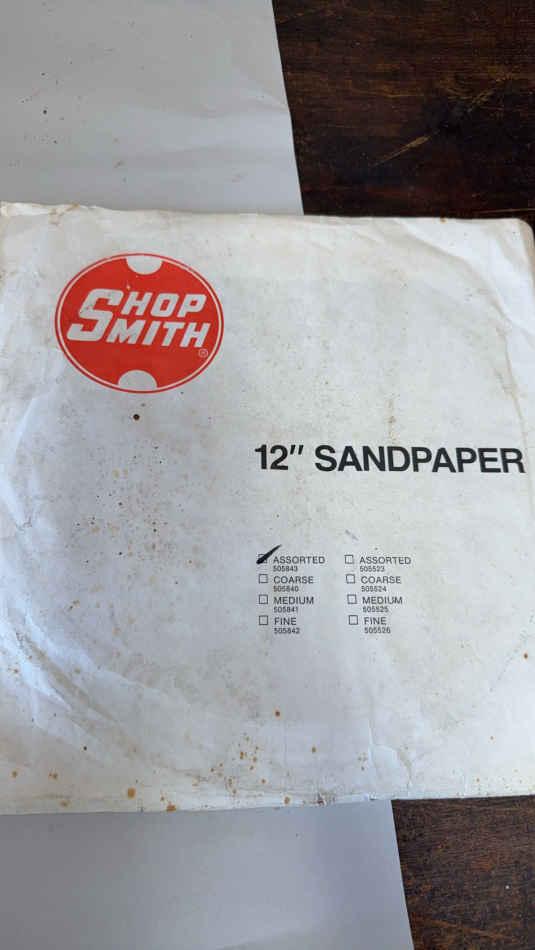 SHOP
SMITH®
12" SANDPAPER
ASSORTED
505843
COARSE
505840
MEDIUM
505841
FINE
505842
ASSORTED
505523
COARSE
505524
MEDIUM
505525
FINE
505526